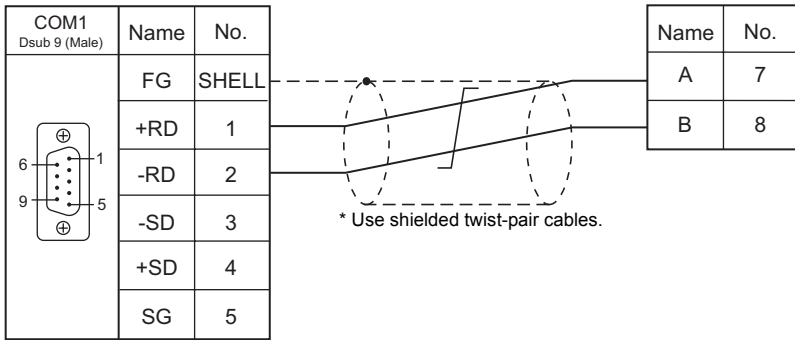 COM1
Dsub 9 (Male)
Name No.
FG SHELL
+RD 1
-RD 2
-SD 3
+SD 4
SG 5
6
1
9
5
* Use shielded twist-pair cables.
Name No.
A 7
B 8